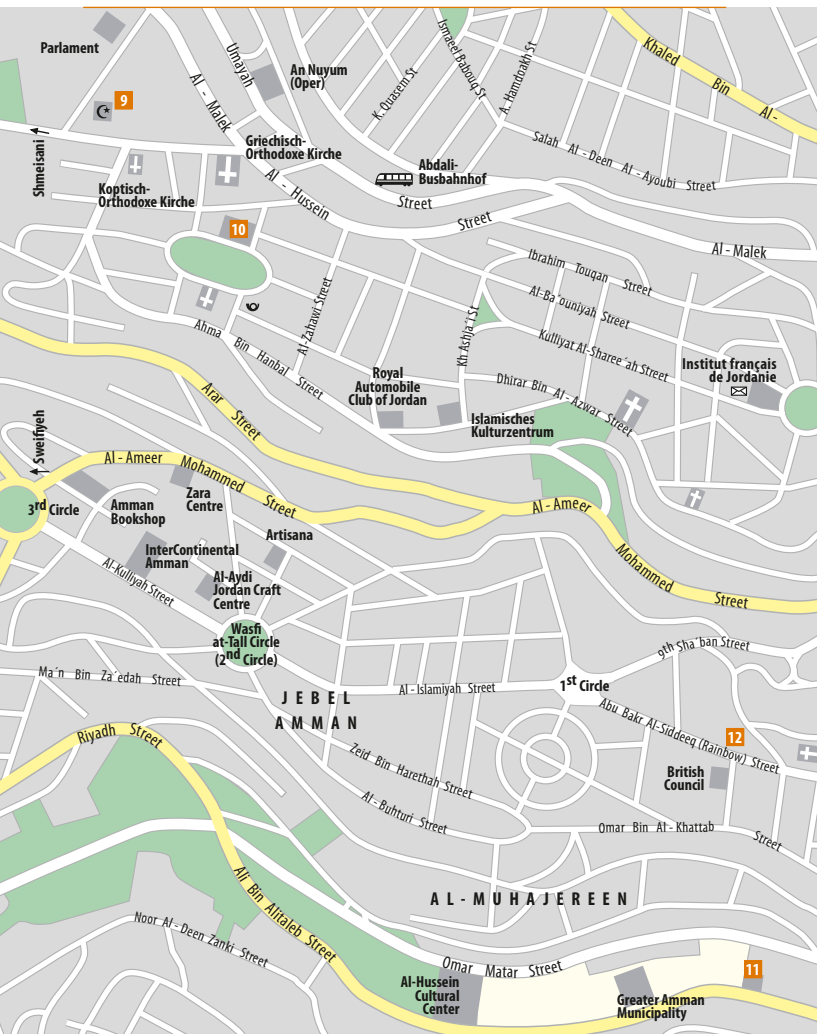 Parlament
9
Umayah
An Nuyum
(Oper)
K. Quasem St
Ismaeel Babouq St
A. Hamdoakh St
Khaled Bin Al-
Al - Malek
Al - Hussein
Street
Griechisch-
Orthodoxe Kirche
Shmeisani
Koptisch-
Orthodoxe Kirche
Abdali-
Busbahnhof
Salah Al - Deen Al - Ayoubi Street
Street
Al - Malek
10
Ibrahim Touqan Street
Al-Ba´ouniyah Street
Kulliyat Al-Sharee´ah Street
Kh Ashja´i St
Al-Zahawi Street
Ahma Bin Hanbal Street
Institut français
de Jordanie
Royal
Automobile
Club of Jordan
Dhirar Bin Al-Azwar Street
Islamisches
Kulturzentrum
Arar Street
Sweifiyeh
Al - Ameer Mohammed Street
3rd Circle
Amman
Bookshop
Zara
Centre
Artisana
InterContinental
Amman
Al-Kulliyah Street
Al-Aydi
Jordan Craft
Centre
Al - Ameer Mohammed Street
Wasfi
at-Tall Circle
(2nd Circle)
9th Sha´ban Street
Ma´n Bin Za´edah Street
JEBEL
AMMAN
Al - Islamiyah Street
1st Circle
Abu Bakr Al-Siddeeq (Rainbow) Street
12
British
Council
Riyadh Street
Zeid Bin Harethah Street
Al - Buhturi Street
Omar Bin Al - Khattab Street
Ali Bin Alitaleb Street
AL-MUHAJEREEN
Noor Al - Deen Zanki Street
Omar Matar Street
11
Al-Hussein
Cultural
Center
Greater Amman
Municipality